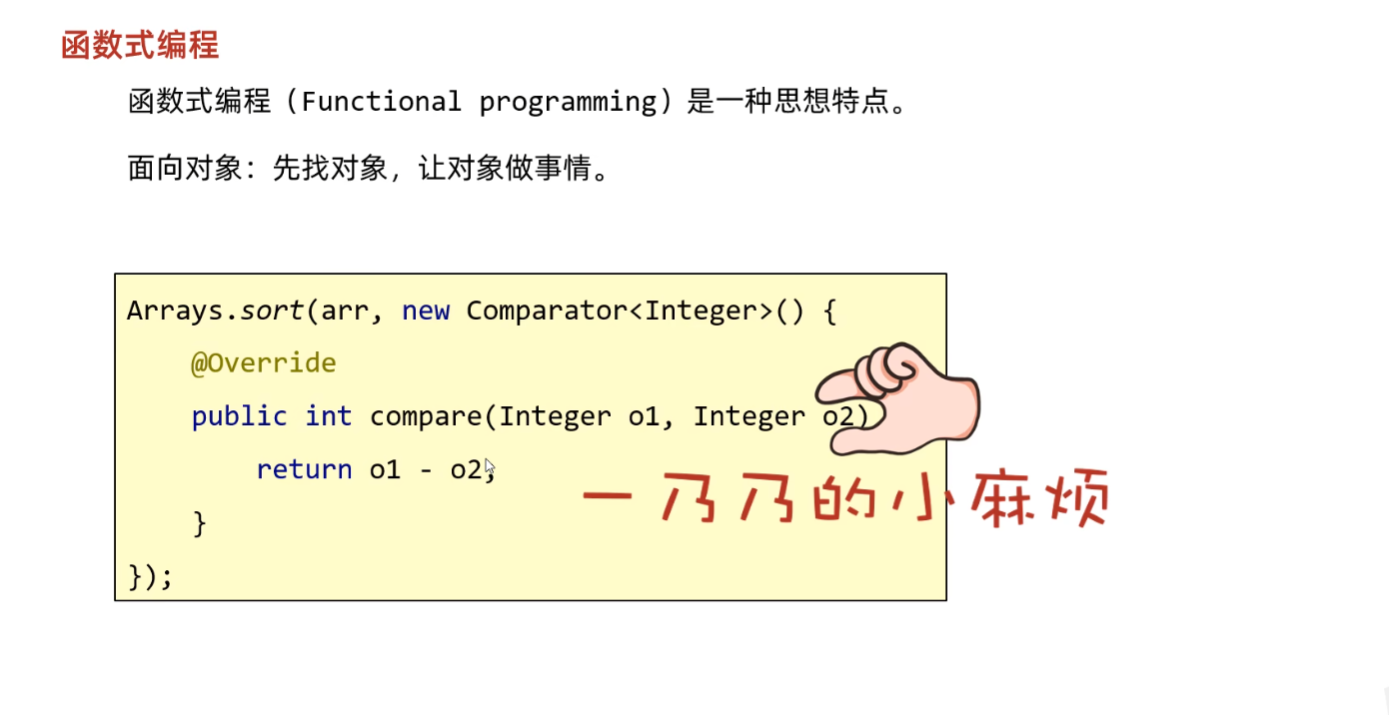 函数式编程
函数式编程（Functional programming）是一种思想特点。
面向对象：先找对象，让对象做事情。
Arrays.sort(arr, new Comparator<Integer>() {
@Override
public int compare(Integer o1, Integer o2)
return o1 - o2;
一乃乃的小麻烦
}
});